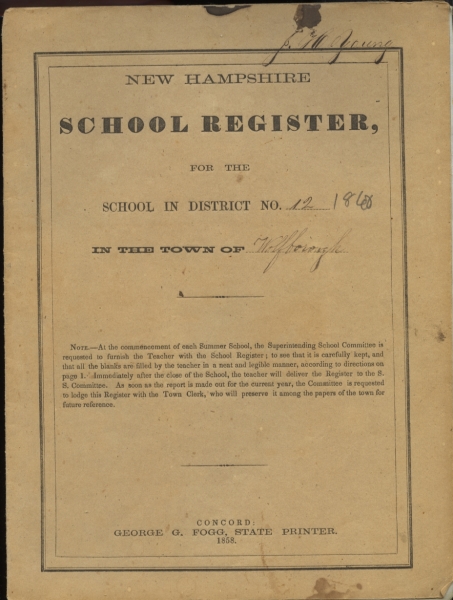 J. W. Young
NEW HAMPSHIRE
SCHOOL REGISTER,
FOR THE
SCHOOL IN DISTRICT NO. 12
IN THE TOWN OF Wolfborough
NOTE.—At the commencement of each Summer School, the Superintending School Committee is
requested to furnish the Teacher with the School Register; to see that it is carefully kept, and
that all the blanks are filled by the teacher in a neat and legible manner, according to directions on
page 1. Immediately after the close of the School, the teacher will deliver the Register to the S.
S. Committee. As soon as the report is made out for the current year, the Committee is requested
to lodge this Register with the Town Clerk, who will preserve it among the papers of the town for
future reference.
CONCORD:
GEORGE G. FOGG, STATE PRINTER.
1858.